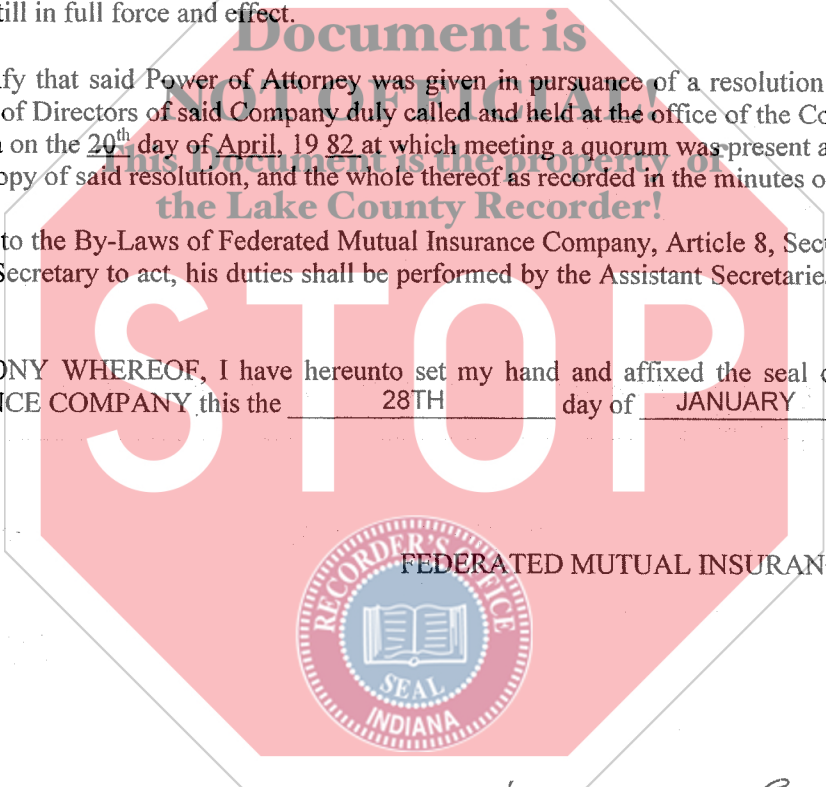 till in full force and effect.
Document is
ify that said Power of Attorney was given in pursuance of a resolution
NOT OFFICIAL!
of Directors of said Company duly called and held at the office of the Co
on the 20th day of April, 19 82 at which meeting a quorum was present a
This Document is the property of
opy of said resolution, and the whole thereof as recorded in the minutes o
the Lake County Recorder!
to the By-Laws of Federated Mutual Insurance Company, Article 8, Sec
Secretary to act, his duties shall be performed by the Assistant Secretarie
STOP
ONY WHEREOF, I have hereunto set my hand and affixed the seal
NCE COMPANY this the 28TH day of JANUARY
FEDERATED MUTUAL INSURAN
RECORDER'S OFFICE
SEAL
INDIANA